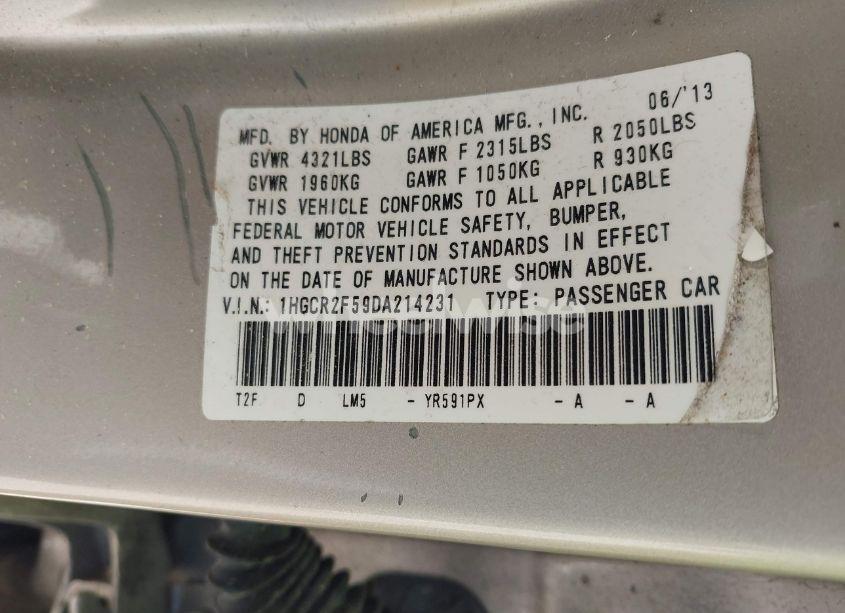 06/'13
MFD. BY HONDA OF AMERICA MFG., INC.
GVWR 4321LBS GAWR F 2315LBS R 2050LBS
GVWR 1960KG GAWR F 1050KG R 930KG
THIS VEHICLE CONFORMS TO ALL APPLICABLE
FEDERAL MOTOR VEHICLE SAFETY, BUMPER,
AND THEFT PREVENTION STANDARDS IN EFFECT
ON THE DATE OF MANUFACTURE SHOWN ABOVE.
V.I.N.: 1HGCR2F59DA214231 TYPE: PASSENGER CAR
T2F D LM5 - YR591PX - A - A